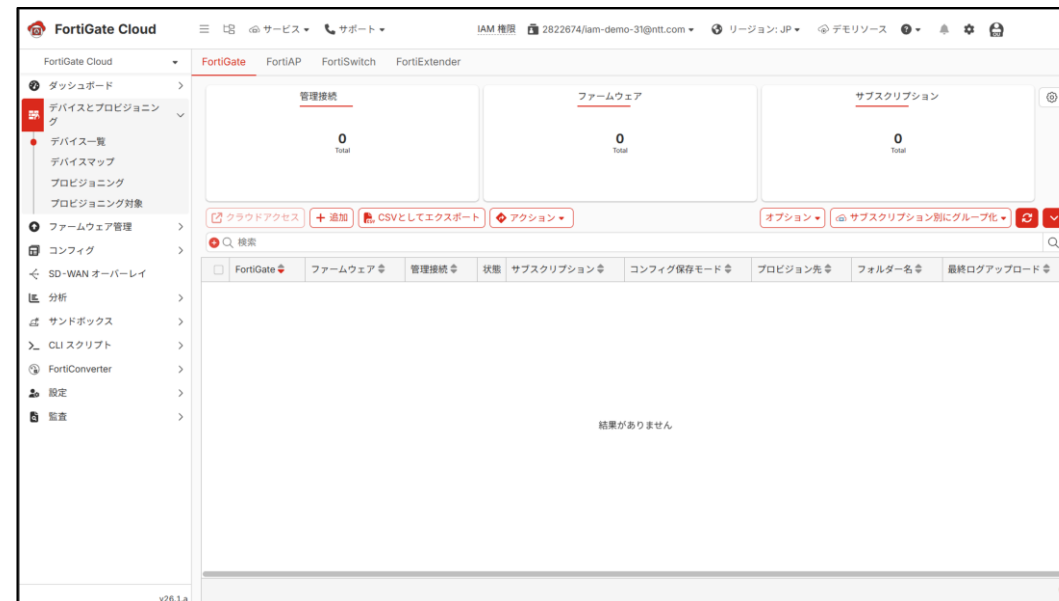 FortiGate Cloud
サービス
サポート
IAM 権限
2822674/iam-demo-31@ntt.com
リージョン: JP
デモリソース
FortiGate Cloud
FortiGate
FortiAP
FortiSwitch
FortiExtender
ダッシュボード
デバイスとプロビジョニン
グ
デバイス一覧
デバイスマップ
プロビジョニング
プロビジョニング対象
ファームウェア管理
コンフィグ
SD-WAN オーバーレイ
分析
サンドボックス
CLI スクリプト
FortiConverter
設定
監査
v26.1.a
管理接続
0
Total
ファームウェア
0
Total
サブスクリプション
0
Total
クラウドアクセス
追加
CSVとしてエクスポート
アクション
オプション
サブスクリプション別にグループ化
検索
FortiGate
ファームウェア
管理接続
状態
サブスクリプション
コンフィグ保存モード
プロビジョン先
フォルダー名
最終ログアップロード
結果がありません